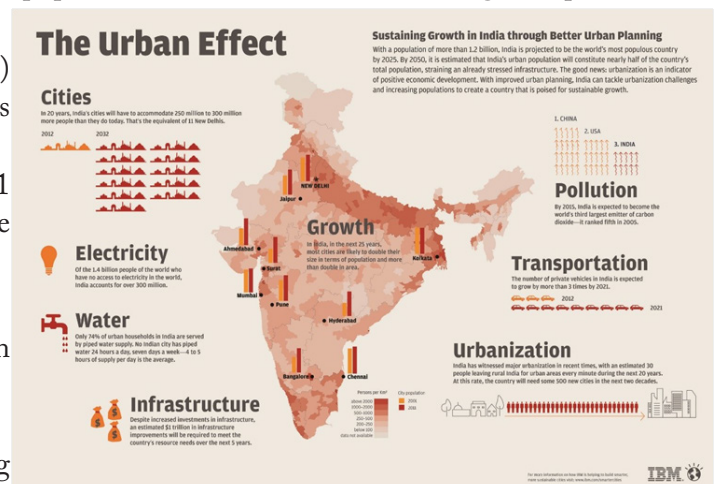 The Urban Effect
Sustaining Growth in India through Better Urban Planning
With a population of more than 1.2 billion, India is projected to be the world's most populous country
by 2025. By 2050, it is estimated that India's urban population will constitute nearly half of the country's
total population, straining an already stressed infrastructure. The good news: urbanization is an indicator
of positive economic development. With improved urban planning, India can tackle urbanization challenges
and increasing populations to create a country that is poised for sustainable growth.
Cities
In 20 years, India's cities will have to accommodate 250 million to 300 million
more people than they do today. That's the equivalent of 11 New Delhis.
2012
2032
1. CHINA
2. USA
3. INDIA
Pollution
By 2015, India is expected to become the
world's third largest emitter of carbon
dioxide—it ranked fifth in 2005.
NEW DELHI
Jaipur
Growth
In India, in the next 25 years,
most cities are likely to double their
size in terms of population and more
than double in area.
Ahmedabad
Surat
Mumbai
Pune
Hyderabad
Bangalore
Chennai
Kolkata
Electricity
Of the 1.4 billion people of the world who
have no access to electricity in the world,
India accounts for over 300 million.
Transportation
The number of private vehicles in India is expected
to grow by more than 3 times by 2021.
2012
2021
Water
Only 74% of urban households in India are served
by piped water supply. No Indian city has piped
water 24 hours a day, seven days a week—4 to 5
hours of supply per day is the average.
Urbanization
India has witnessed major urbanization in recent times, with an estimated 30
people leaving rural India for urban areas every minute during the next 20 years.
At this rate, the country will need some 500 new cities in the next two decades.
Infrastructure
Despite increased investments in infrastructure,
an estimated $1 trillion in infrastructure
improvements will be required to meet the
country's resource needs over the next 5 years.
Persons per km²
City population
data not available
IBM